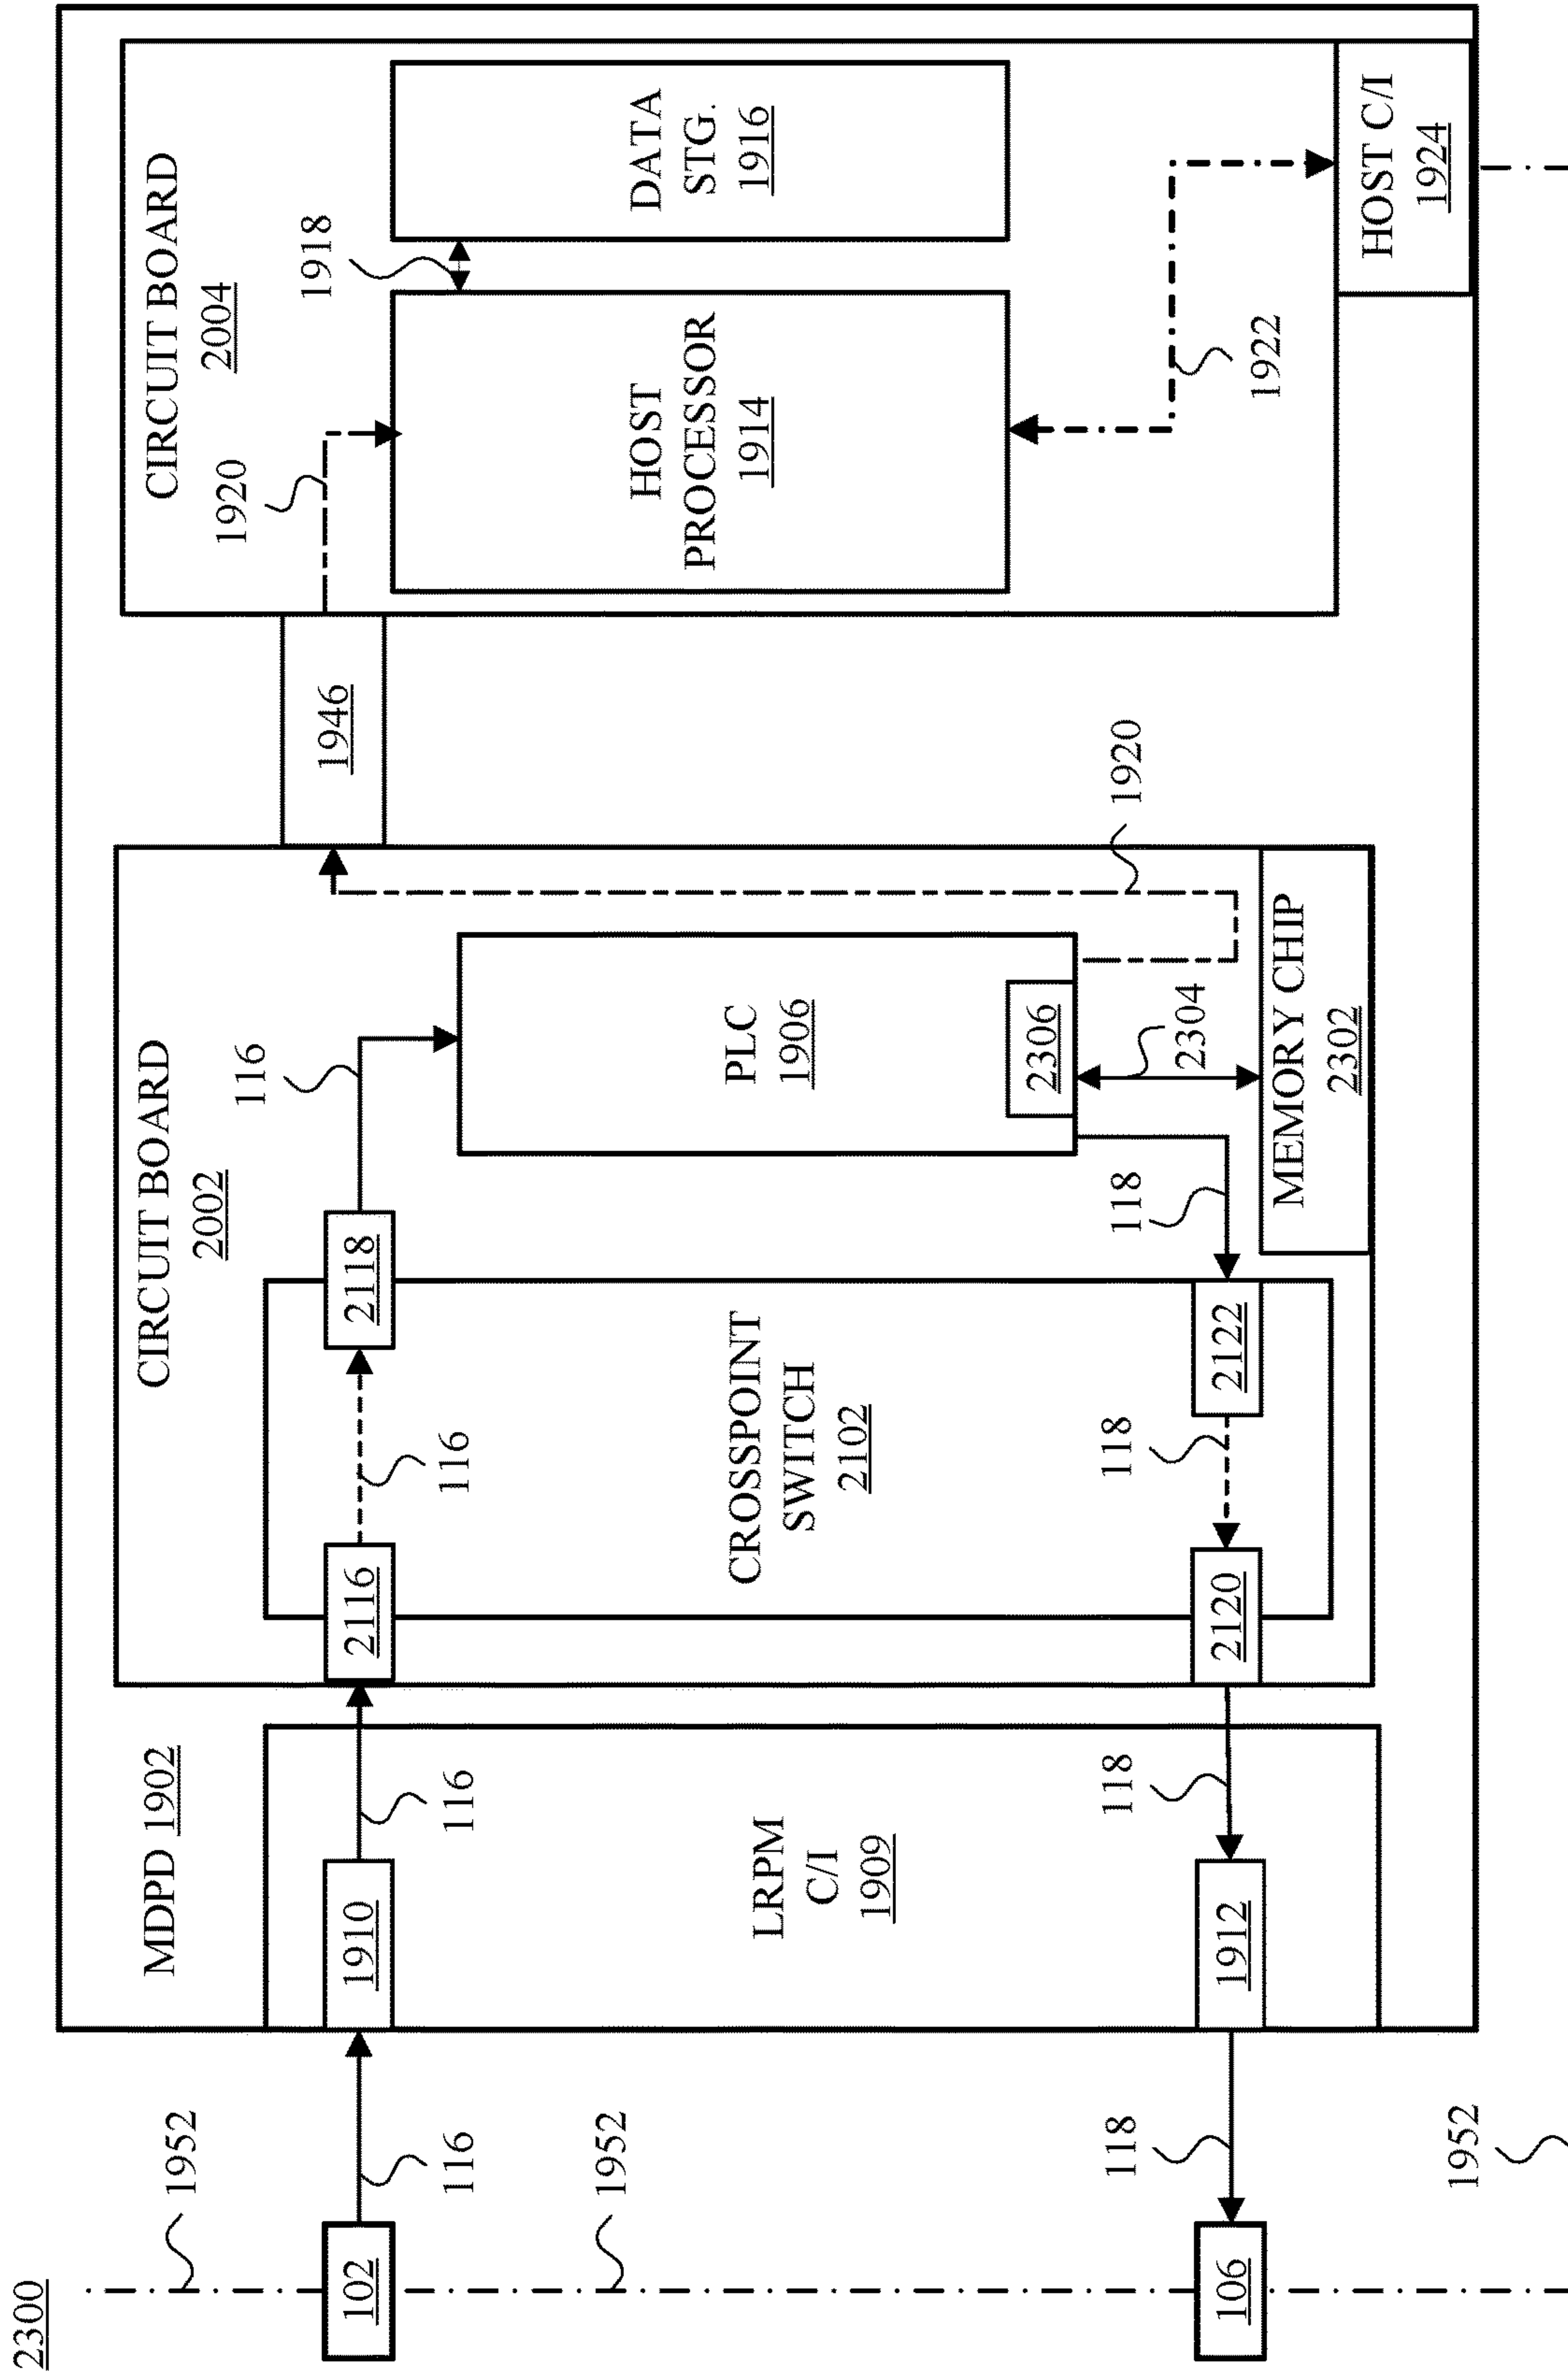 2300
1952
102
116
1952
106
118
1952
MDPD 1902
1910
116
LRPM
C/I
1909
1912
118
CIRCUIT BOARD
2002
2116
116
2118
116
CROSSPOINT
SWITCH
2102
2120
118
2122
118
PLC
1906
2306
2304
MEMORY CHIP
2302
1920
1946
CIRCUIT BOARD
2004
1920
1918
HOST
PROCESSOR
1914
DATA
STG.
1916
1922
HOST C/I
1924